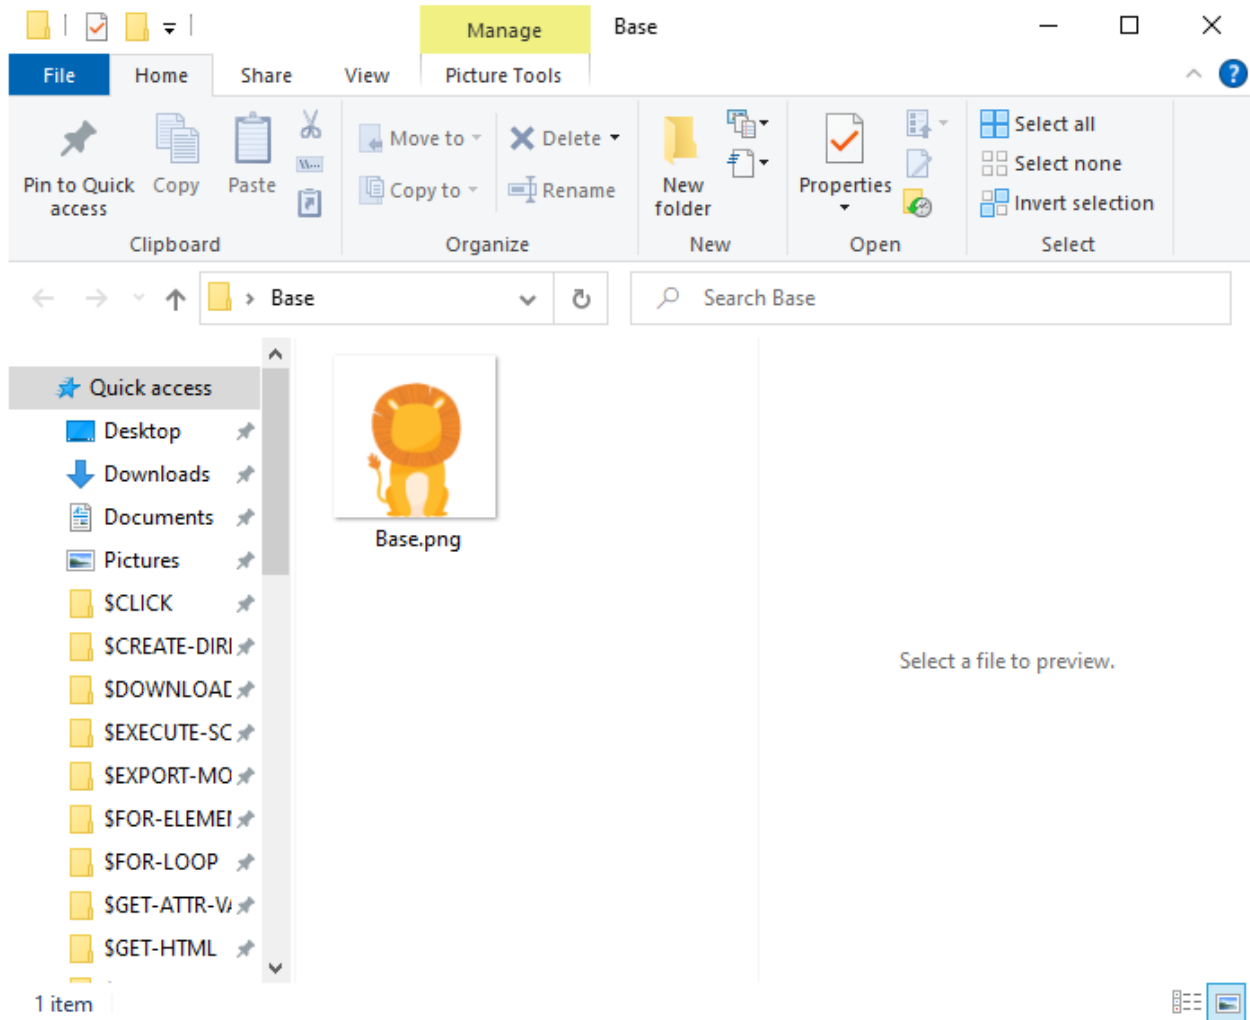 Manage
Base
File
Home
Share
View
Picture Tools
?
Pin to Quick access
Copy
Paste
Move to
Copy to
Delete
Rename
New folder
Properties
Select all
Select none
Invert selection
Clipboard
Organize
New
Open
Select
Base
Search Base
Quick access
Desktop
Downloads
Documents
Pictures
$CLICK
$CREATE-DIRI
$DOWNLOAD
$EXECUTE-SC
$EXPORT-MO
$FOR-ELEMEI
$FOR-LOOP
$GET-ATTR-VA
$GET-HTML
Base.png
Select a file to preview.
1 item